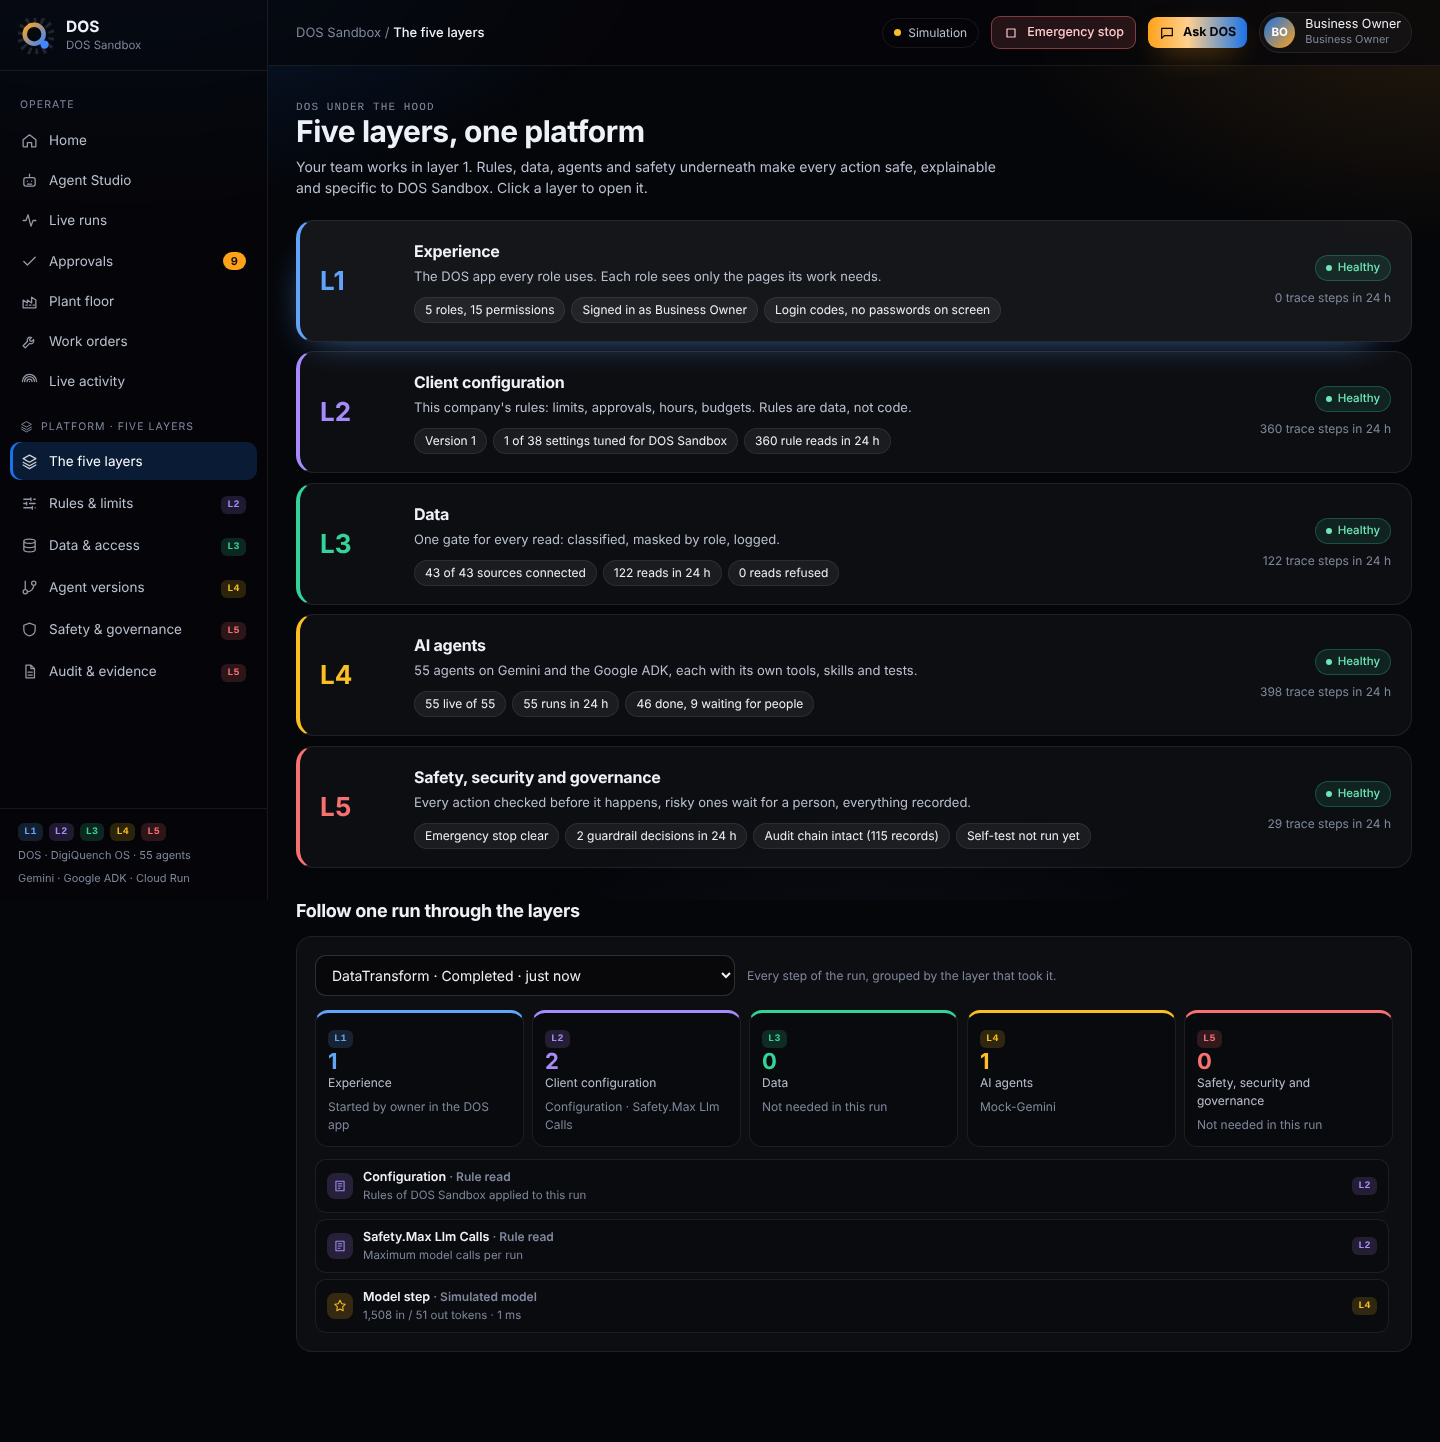 DOS
DOS Sandbox
OPERATE
Home
Agent Studio
Live runs
Approvals
9
Plant floor
Work orders
Live activity
PLATFORM · FIVE LAYERS
The five layers
Rules & limits
L2
Data & access
L3
Agent versions
L4
Safety & governance
L5
Audit & evidence
L5
L1 L2 L3 L4 L5
DOS · DigiQuench OS · 55 agents
Gemini · Google ADK · Cloud Run
DOS Sandbox / The five layers
Simulation
Emergency stop
Ask DOS
BO
Business Owner
Business Owner
DOS UNDER THE HOOD
Five layers, one platform
Your team works in layer 1. Rules, data, agents and safety underneath make every action safe, explainable
and specific to DOS Sandbox. Click a layer to open it.
L1
Experience
The DOS app every role uses. Each role sees only the pages its work needs.
5 roles, 15 permissions
Signed in as Business Owner
Login codes, no passwords on screen
Healthy
0 trace steps in 24 h
L2
Client configuration
This company's rules: limits, approvals, hours, budgets. Rules are data, not code.
Version 1
1 of 38 settings tuned for DOS Sandbox
360 rule reads in 24 h
Healthy
360 trace steps in 24 h
L3
Data
One gate for every read: classified, masked by role, logged.
43 of 43 sources connected
122 reads in 24 h
0 reads refused
Healthy
122 trace steps in 24 h
L4
AI agents
55 agents on Gemini and the Google ADK, each with its own tools, skills and tests.
55 live of 55
55 runs in 24 h
46 done, 9 waiting for people
Healthy
398 trace steps in 24 h
L5
Safety, security and governance
Every action checked before it happens, risky ones wait for a person, everything recorded.
Emergency stop clear
2 guardrail decisions in 24 h
Audit chain intact (115 records)
Self-test not run yet
Healthy
29 trace steps in 24 h
Follow one run through the layers
DataTransform · Completed · just now
Every step of the run, grouped by the layer that took it.
L1
1
Experience
Started by owner in the DOS
app
L2
2
Client configuration
Configuration · Safety.Max Llm
Calls
L3
0
Data
Not needed in this run
L4
1
AI agents
Mock-Gemini
L5
0
Safety, security and
governance
Not needed in this run
Configuration · Rule read
Rules of DOS Sandbox applied to this run
L2
Safety.Max Llm Calls · Rule read
Maximum model calls per run
L2
Model step · Simulated model
1,508 in / 51 out tokens · 1 ms
L4